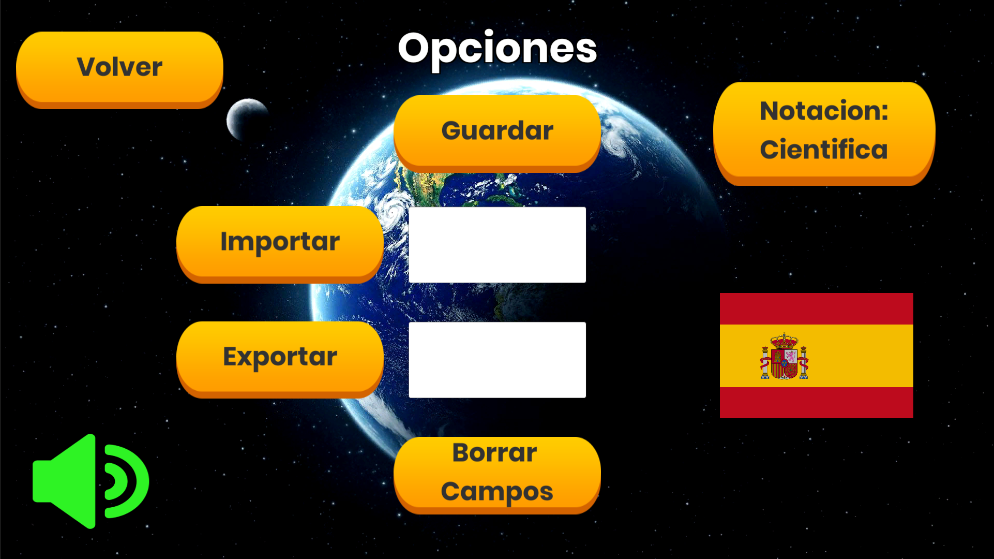 Opciones
Volver
Guardar
Notacion:
Cientifica
Importar
Exportar
Borrar
Campos